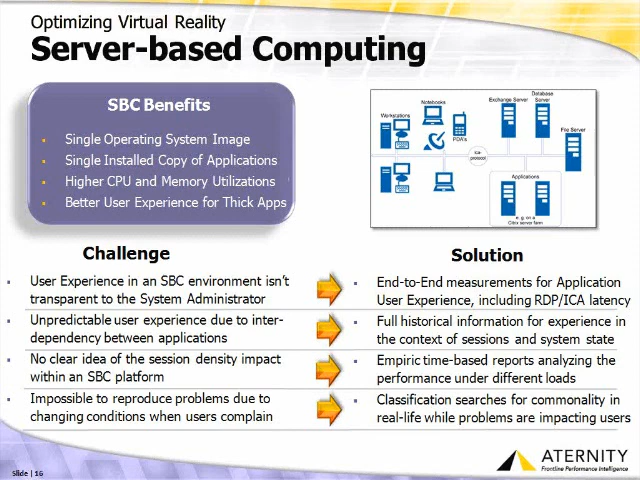 Optimizing Virtual Reality
Server-based Computing
SBC Benefits
Single Operating System Image
Single Installed Copy of Applications
Higher CPU and Memory Utilizations
Better User Experience for Thick Apps
Workstations
Notebooks
PDA's
Exchange Server
Database
Server
File Server
ICA-
protocol
Applications
e.g. on a
Citrix server farm
Challenge
User Experience in an SBC environment isn't
transparent to the System Administrator
Unpredictable user experience due to inter-
dependency between applications
No clear idea of the session density impact
within an SBC platform
Impossible to reproduce problems due to
changing conditions when users complain
Solution
End-to-End measurements for Application
User Experience, including RDP/ICA latency
Full historical information for experience in
the context of sessions and system state
Empiric time-based reports analyzing the
performance under different loads
Classification searches for commonality in
real-life while problems are impacting users
Slide | 16
ATERNITY
Frontline Performance Intelligence